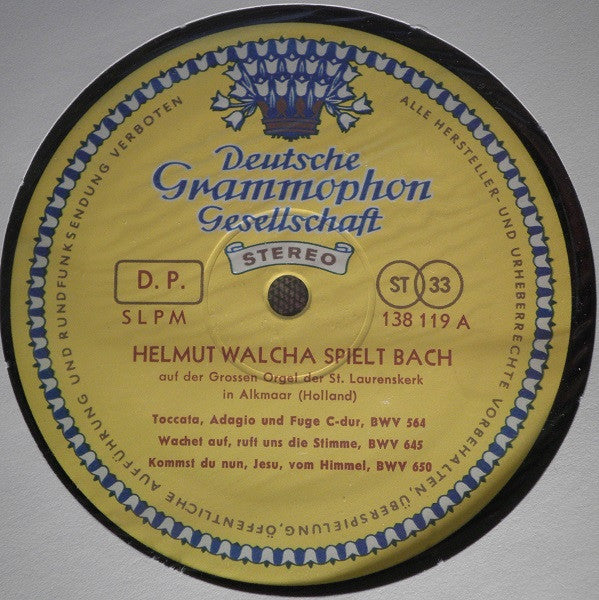 Deutsche
Grammophon
Gesellschaft
STEREO
D. P.
ST 33
SLPM
138 119 A
HELMUT WALCHA SPIELT BACH
auf der Grossen Orgel der St. Laurenskerk
in Alkmaar (Holland)
Toccata, Adagio und Fuge C-dur, BWV 564
Wachet auf, ruft uns die Stimme, BWV 645
Kommst du nun, Jesu, vom Himmel, BWV 650
ALLE HERSTELLER- UND URHEBERRECHTE VORBEHALTEN, ÜBERSPIELUNG, ÖFFENTLICHE AUFFÜHRUNG UND RUNDFUNKSENDUNG VERBOTEN